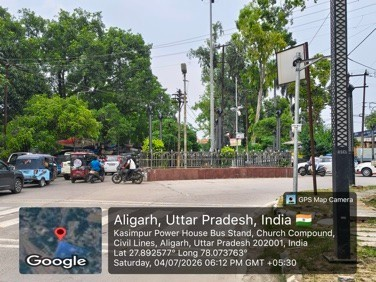 GPS Map Camera
Aligarh, Uttar Pradesh, India
Kasimpur Power House Bus Stand, Church Compound,
Civil Lines, Aligarh, Uttar Pradesh 202001, India
Lat 27.892577° Long 78.073763°
Saturday, 04/07/2026 06:12 PM GMT +05:30
Google